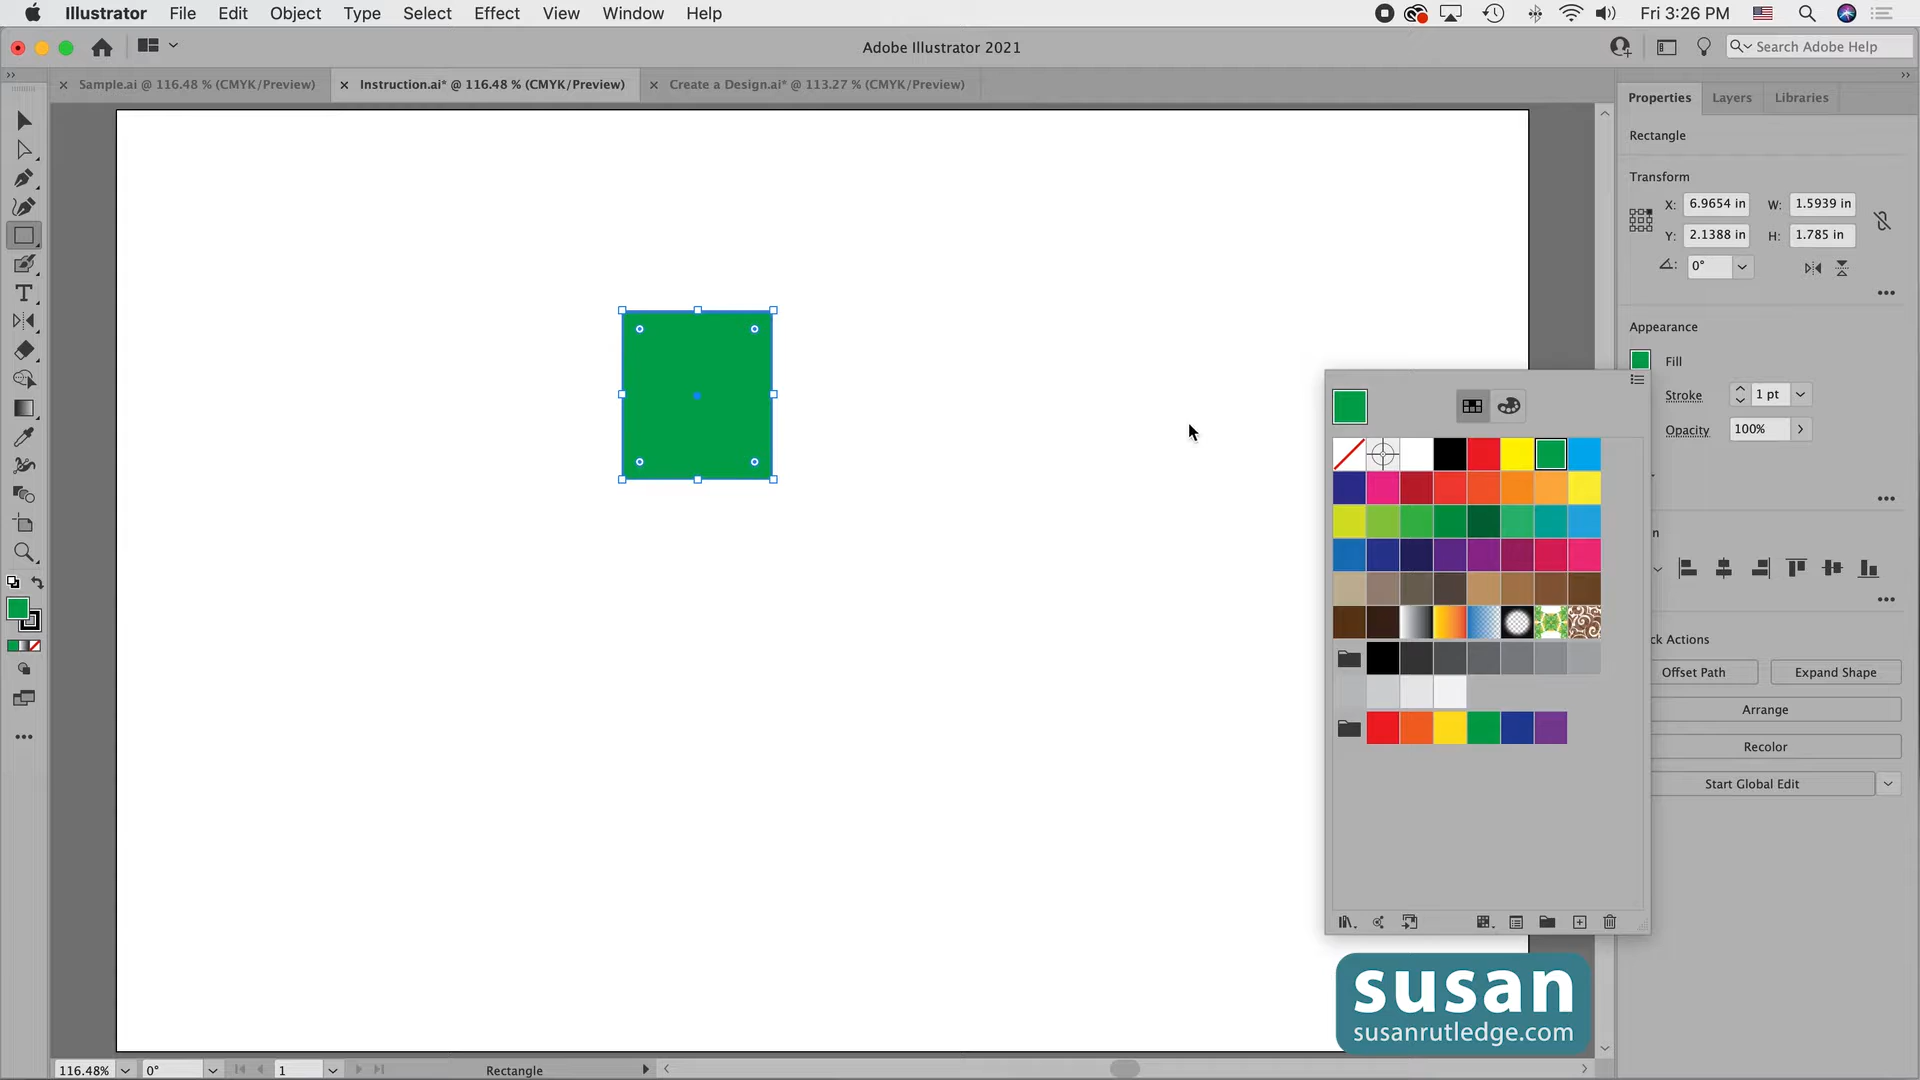 Illustrator File Edit Object Type Select Effect View Window Help
Fri 3:26 PM
Adobe Illustrator 2021
Search Adobe Help
Sample.ai @ 116.48 % (CMYK/Preview)
Instruction.ai* @ 116.48 % (CMYK/Preview)
Create a Design.ai* @ 113.27 % (CMYK/Preview)
Properties Layers Libraries
Rectangle
Transform
X: 6.9654 in W: 1.5939 in
Y: 2.1388 in H: 1.785 in
0°
Appearance
Fill
Stroke 1 pt
Opacity 100%
n
ck Actions
Offset Path Expand Shape
Arrange
Recolor
Start Global Edit
susan
susanrutledge.com
116.48% 0° 1 Rectangle